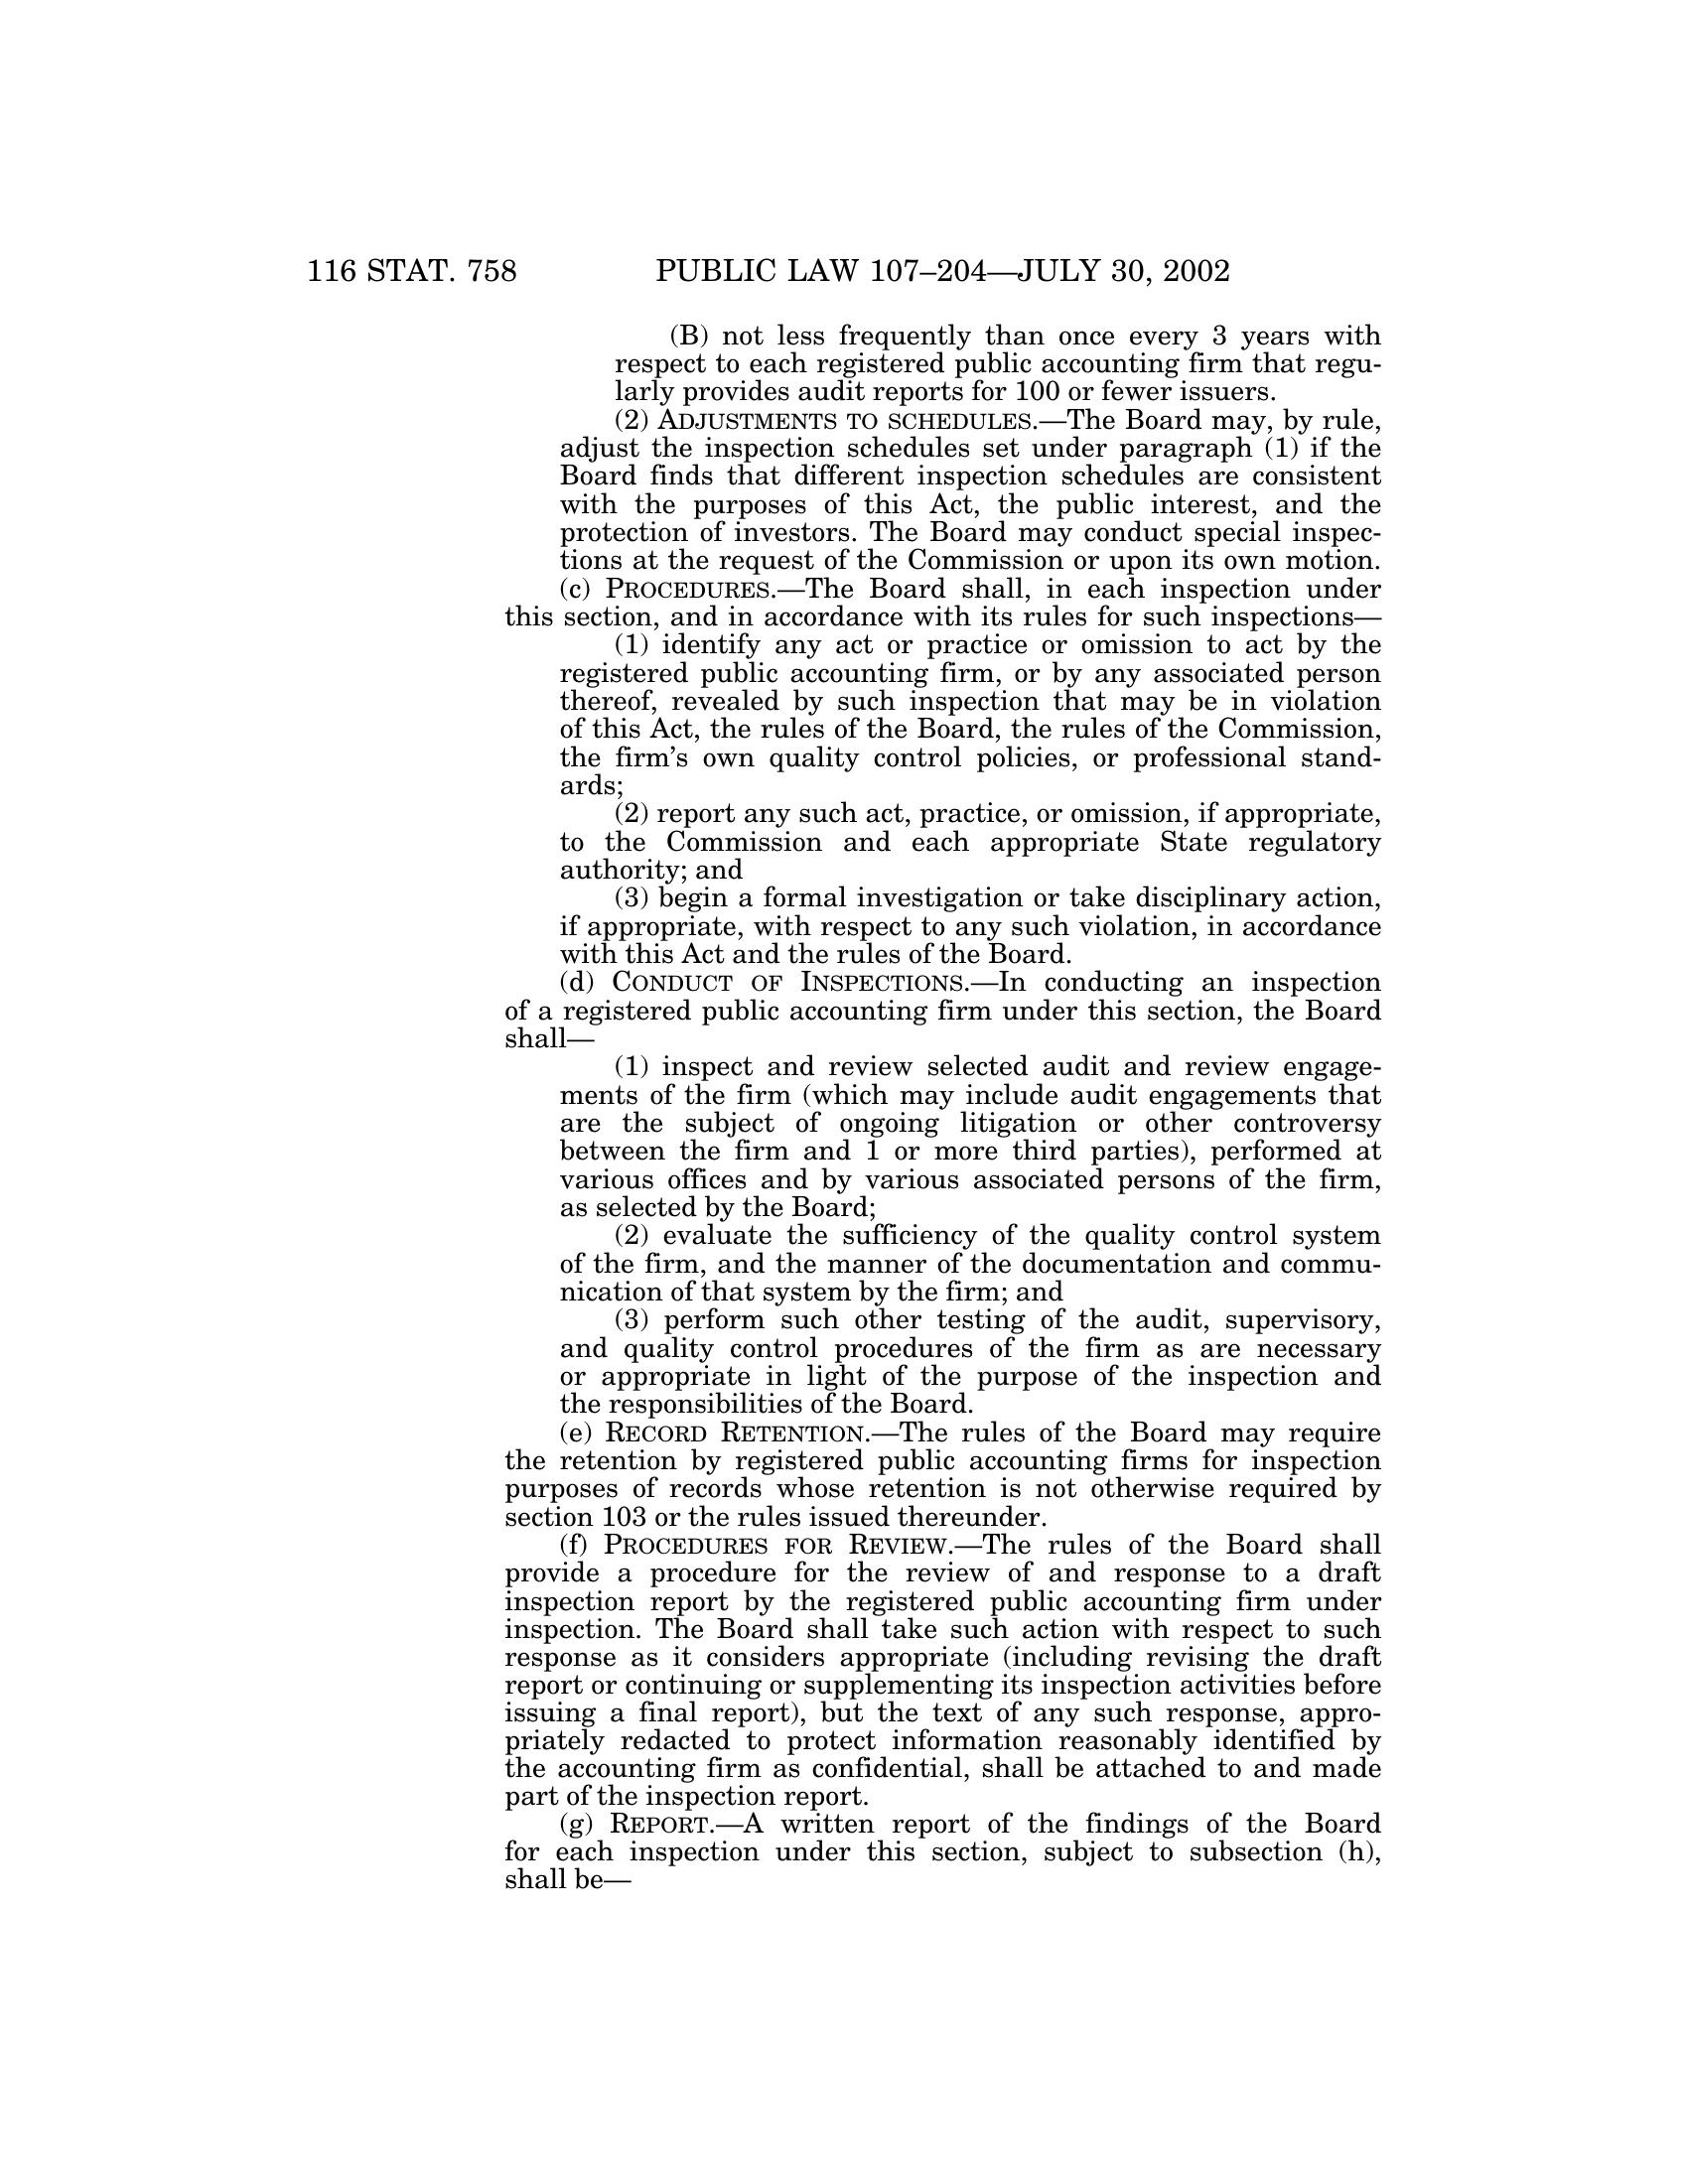 116 STAT. 758 PUBLIC LAW 107–204—JULY 30, 2002
(B) not less frequently than once every 3 years with
respect to each registered public accounting firm that regu-
larly provides audit reports for 100 or fewer issuers.
(2) ADJUSTMENTS TO SCHEDULES.—The Board may, by rule,
adjust the inspection schedules set under paragraph (1) if the
Board finds that different inspection schedules are consistent
with the purposes of this Act, the public interest, and the
protection of investors. The Board may conduct special inspec-
tions at the request of the Commission or upon its own motion.
(c) PROCEDURES.—The Board shall, in each inspection under
this section, and in accordance with its rules for such inspections—
(1) identify any act or practice or omission to act by the
registered public accounting firm, or by any associated person
thereof, revealed by such inspection that may be in violation
of this Act, the rules of the Board, the rules of the Commission,
the firm's own quality control policies, or professional stand-
ards;
(2) report any such act, practice, or omission, if appropriate,
to the Commission and each appropriate State regulatory
authority; and
(3) begin a formal investigation or take disciplinary action,
if appropriate, with respect to any such violation, in accordance
with this Act and the rules of the Board.
(d) CONDUCT OF INSPECTIONS.—In conducting an inspection
of a registered public accounting firm under this section, the Board
shall—
(1) inspect and review selected audit and review engage-
ments of the firm (which may include audit engagements that
are the subject of ongoing litigation or other controversy
between the firm and 1 or more third parties), performed at
various offices and by various associated persons of the firm,
as selected by the Board;
(2) evaluate the sufficiency of the quality control system
of the firm, and the manner of the documentation and commu-
nication of that system by the firm; and
(3) perform such other testing of the audit, supervisory,
and quality control procedures of the firm as are necessary
or appropriate in light of the purpose of the inspection and
the responsibilities of the Board.
(e) RECORD RETENTION.—The rules of the Board may require
the retention by registered public accounting firms for inspection
purposes of records whose retention is not otherwise required by
section 103 or the rules issued thereunder.
(f) PROCEDURES FOR REVIEW.—The rules of the Board shall
provide a procedure for the review of and response to a draft
inspection report by the registered public accounting firm under
inspection. The Board shall take such action with respect to such
response as it considers appropriate (including revising the draft
report or continuing or supplementing its inspection activities before
issuing a final report), but the text of any such response, appro-
priately redacted to protect information reasonably identified by
the accounting firm as confidential, shall be attached to and made
part of the inspection report.
(g) REPORT.—A written report of the findings of the Board
for each inspection under this section, subject to subsection (h),
shall be—